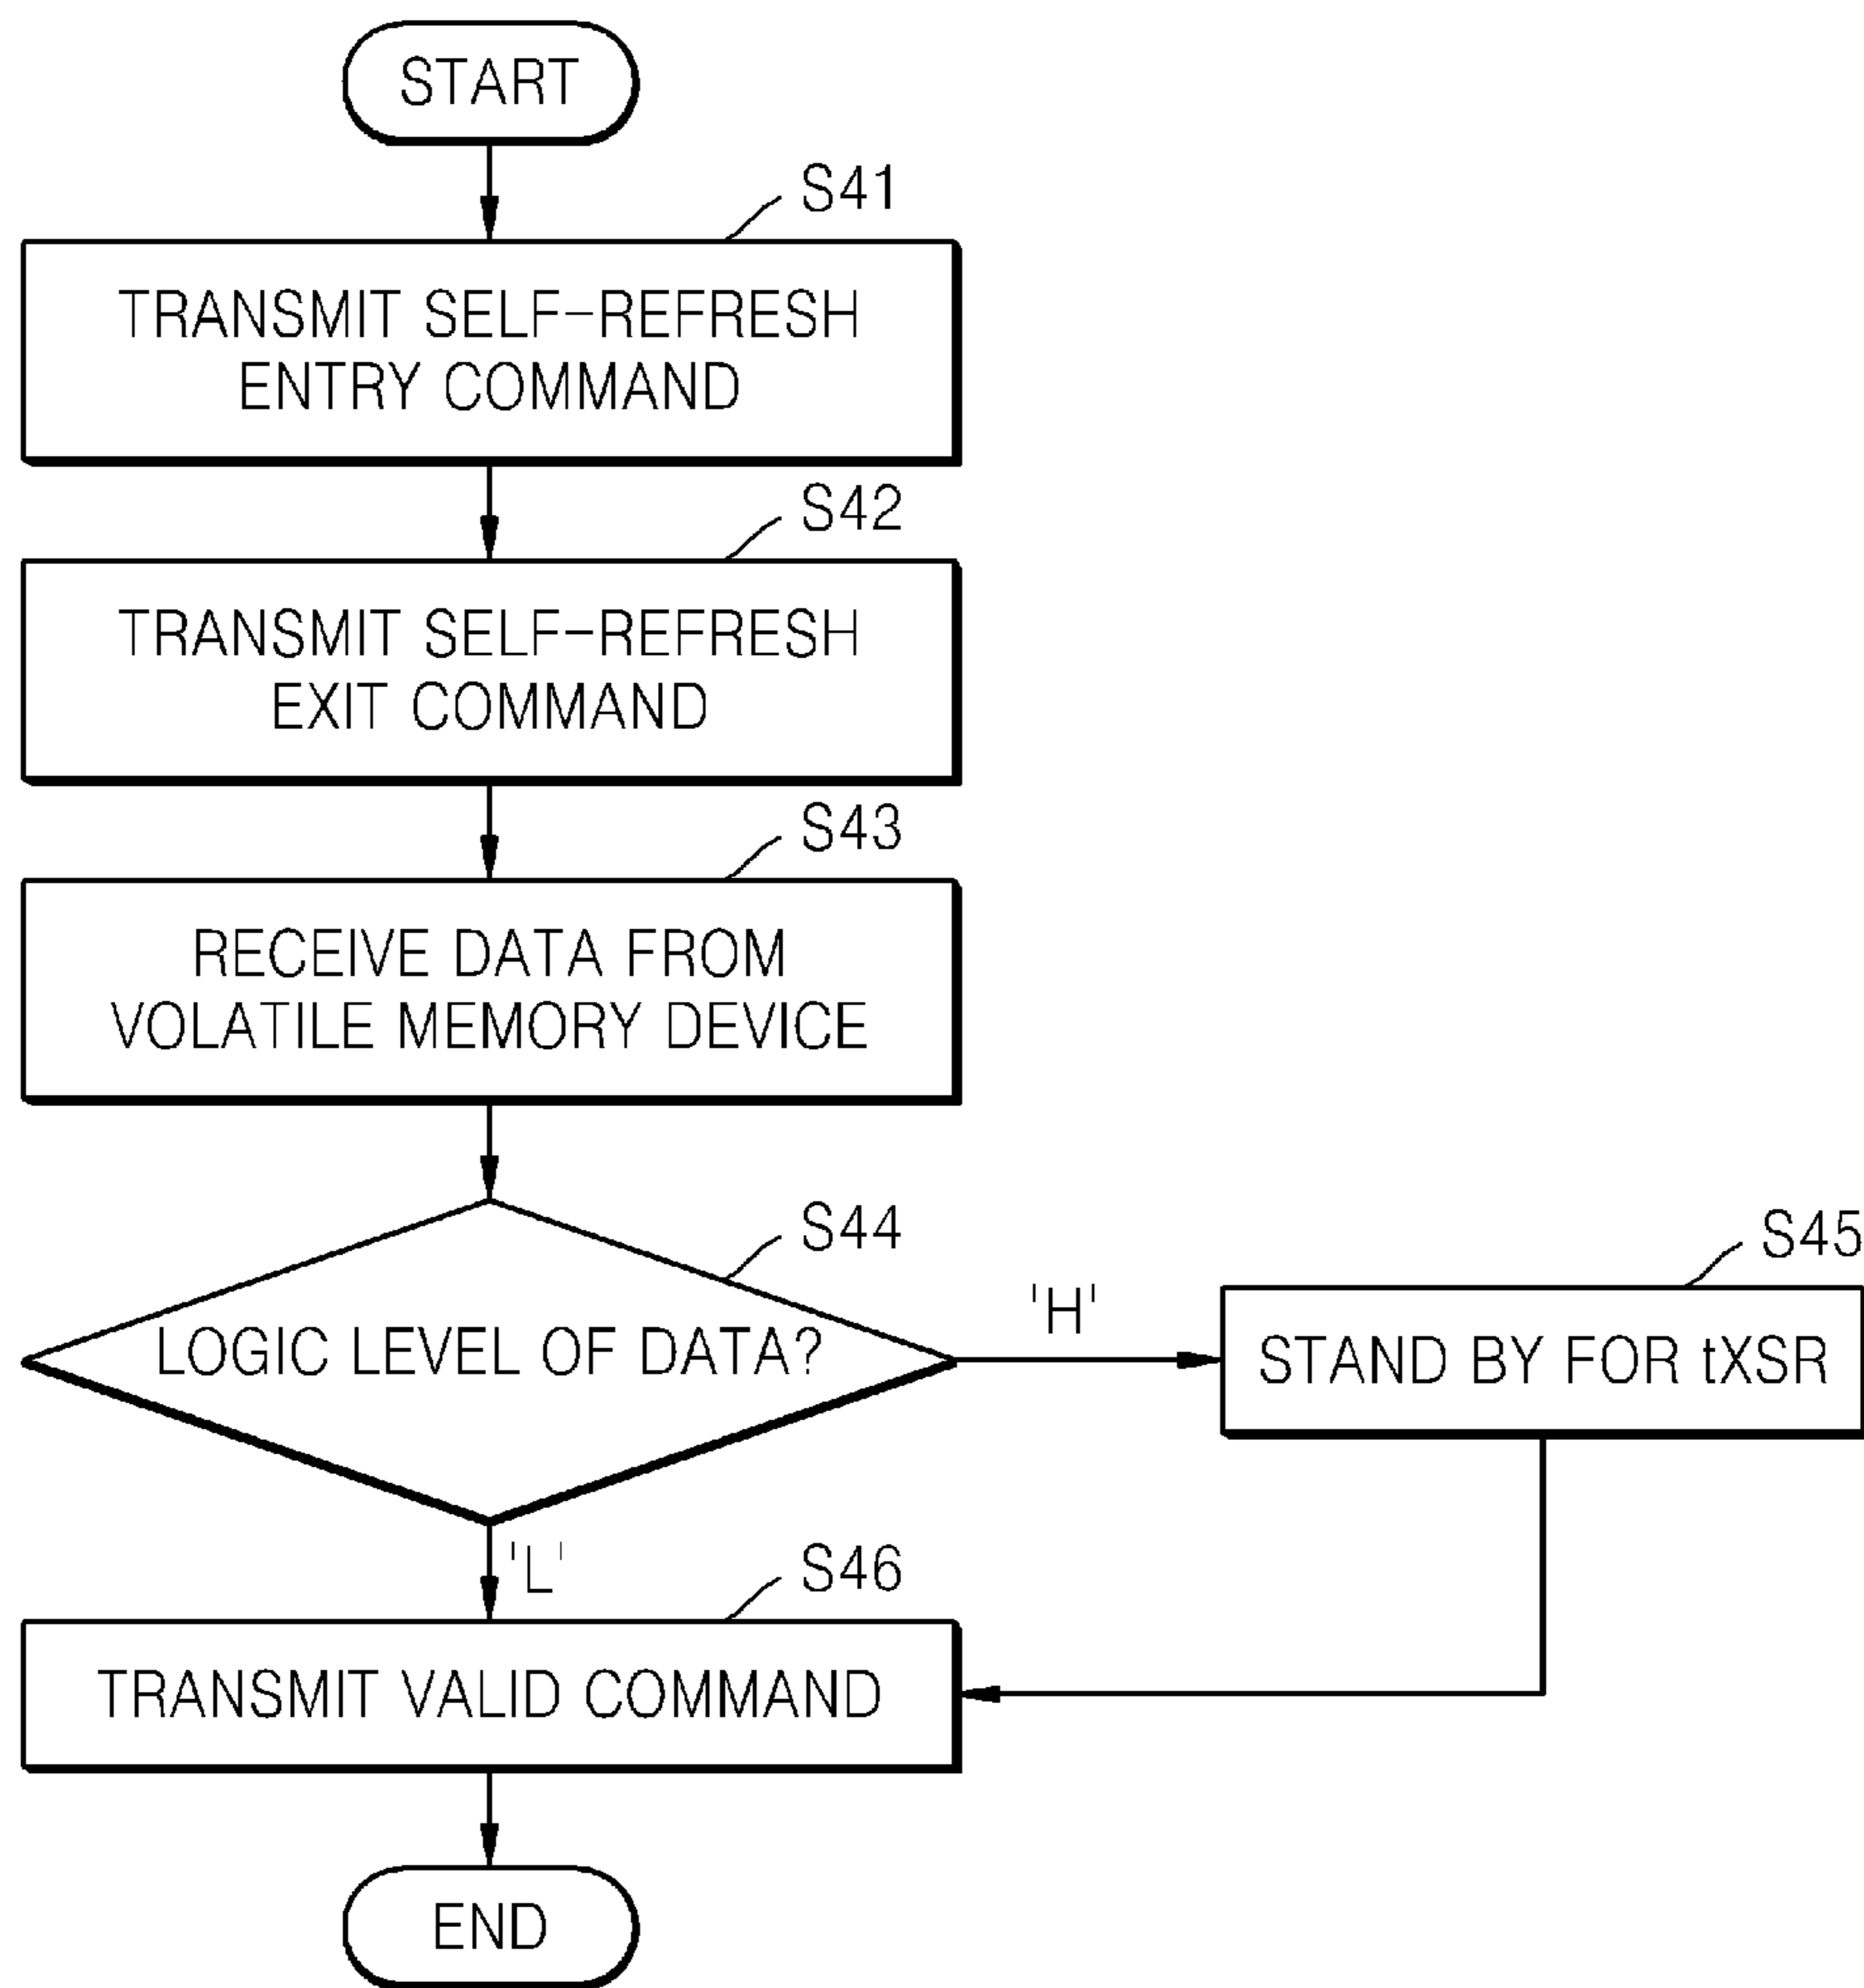 START
S41
TRANSMIT SELF-REFRESH
ENTRY COMMAND
S42
TRANSMIT SELF-REFRESH
EXIT COMMAND
S43
RECEIVE DATA FROM
VOLATILE MEMORY DEVICE
S44
LOGIC LEVEL OF DATA?
'H'
S45
STAND BY FOR tXSR
'L'
S46
TRANSMIT VALID COMMAND
END